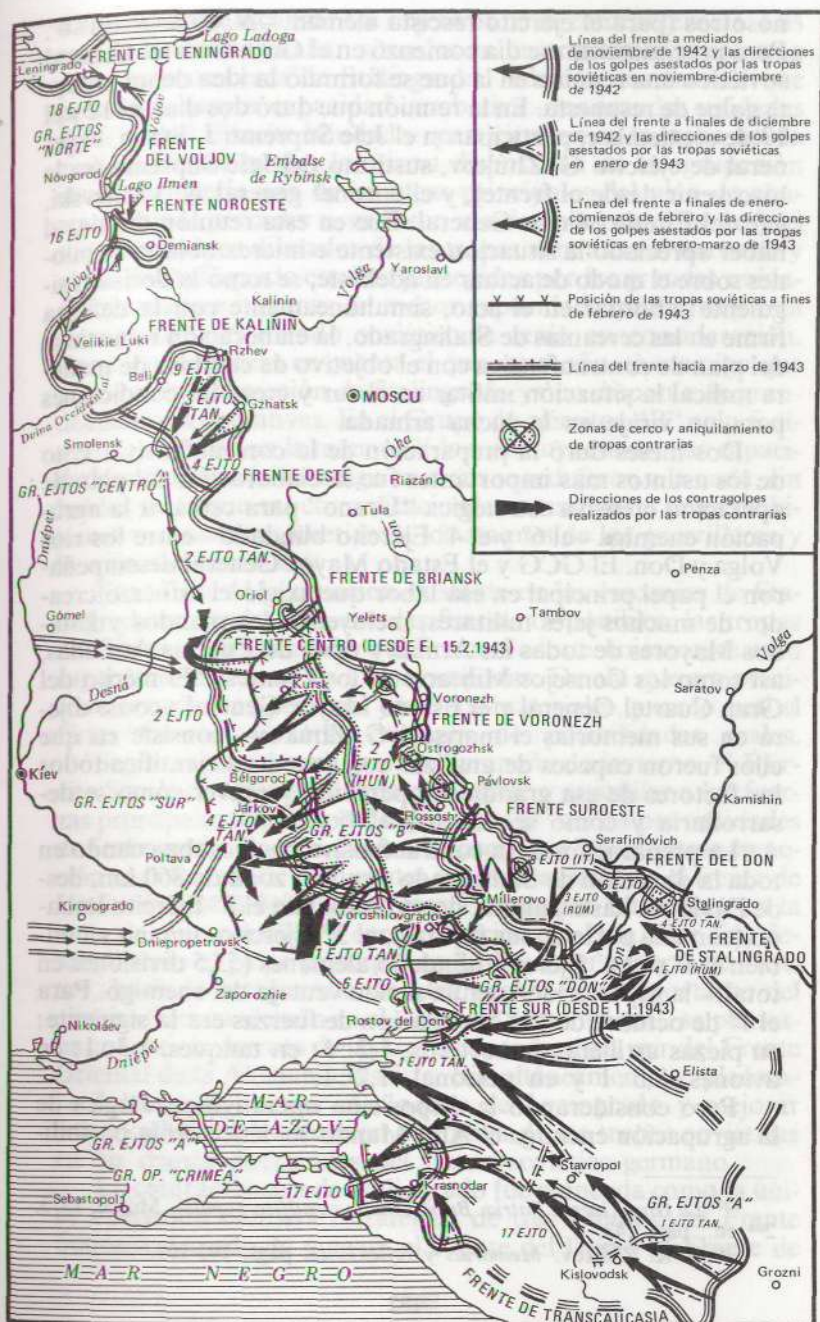 Lago Ladoga
FRENTE DE LENINGRADO
Leningrado
18 EJTO
GR. EJTOS
"NORTE"
Vóljov
FRENTE
DEL VOLJOV
Nóvgorod
Lago Ilmén
Embalse
de Rybinsk
FRENTE NOROESTE
16 EJTO
Demiansk
Lóbat
Yaroslavl
Volga
Kalinin
FRENTE DE KALININ
Velikie Luki
Rzhev
Beli
9 EJTO
3 EJTO
TAN.
Gzhatsk
MOSCU
Dvina Occidental
Smolensk
4 EJTO
Oka
FRENTE OESTE
Riazán
GR. EJTOS "CENTRO"
Tula
Dniéper
Don
2 EJTO TAN.
FRENTE DE BRIANSK
Penza
Oriol
Yelets
Tambov
Gómel
FRENTE CENTRO (DESDE EL 15.2.1943)
Volga
Desná
Kursk
Sarátov
Voronezh
2 EJTO
FRENTE DE VORONEZH
2
EJTO
(HUN)
Ostrogozhsk
Kíev
Bélgorod
Pávlovsk
Kamishin
GR. EJTOS "SUR"
Járkov
Rossosh
FRENTE SUROESTE
4 EJTO
TAN.
GR. EJTOS "B"
Serafimóvich
Poltava
8 EJTO (IT)
FRENTE DEL DON
6 EJTO
Kirovogrado
Millerovo
3 EJTO
(RUM)
Stalingrado
Voroshilovgrado
4 EJTO TAN.
Dniepropetrovsk
1 EJTO TAN.
Don
FRENTE
DE STALINGRADO
4 EJTO (RUM)
6 EJTO
GR. EJTOS "DON"
Zaporozhie
FRENTE SUR (DESDE 1.1.1943)
Rostov del Don
Nikoláev
Dniéper
1 EJTO TAN.
Elista
MAR
DE AZOV
GR. EJTOS "A"
GR. OP. "CRIMEA"
Stavropol
Krasnodar
GR. EJTOS "A"
Sebastopol
17 EJTO
1 EJTO TAN.
17 EJTO
Kislovodsk
Grozni
MAR NEGRO
FRENTE DE TRANSCAUCASIA
Línea del frente a mediados
de noviembre de 1942 y las direcciones
de los golpes asestados por las tropas
soviéticas en noviembre-diciembre
de 1942
Línea del frente a finales de diciembre
de 1942 y las direcciones de los golpes
asestados por las tropas soviéticas
en enero de 1943
Línea del frente a finales de enero-
comienzos de febrero y las direcciones
de los golpes asestados por las tropas
soviéticas en febrero-marzo de 1943
Posición de las tropas soviéticas a fines
de febrero de 1943
Línea del frente hacia marzo de 1943
Zonas de cerco y aniquilamiento
de tropas contrarias
Direcciones de los contragolpes
realizados por las tropas contrarias